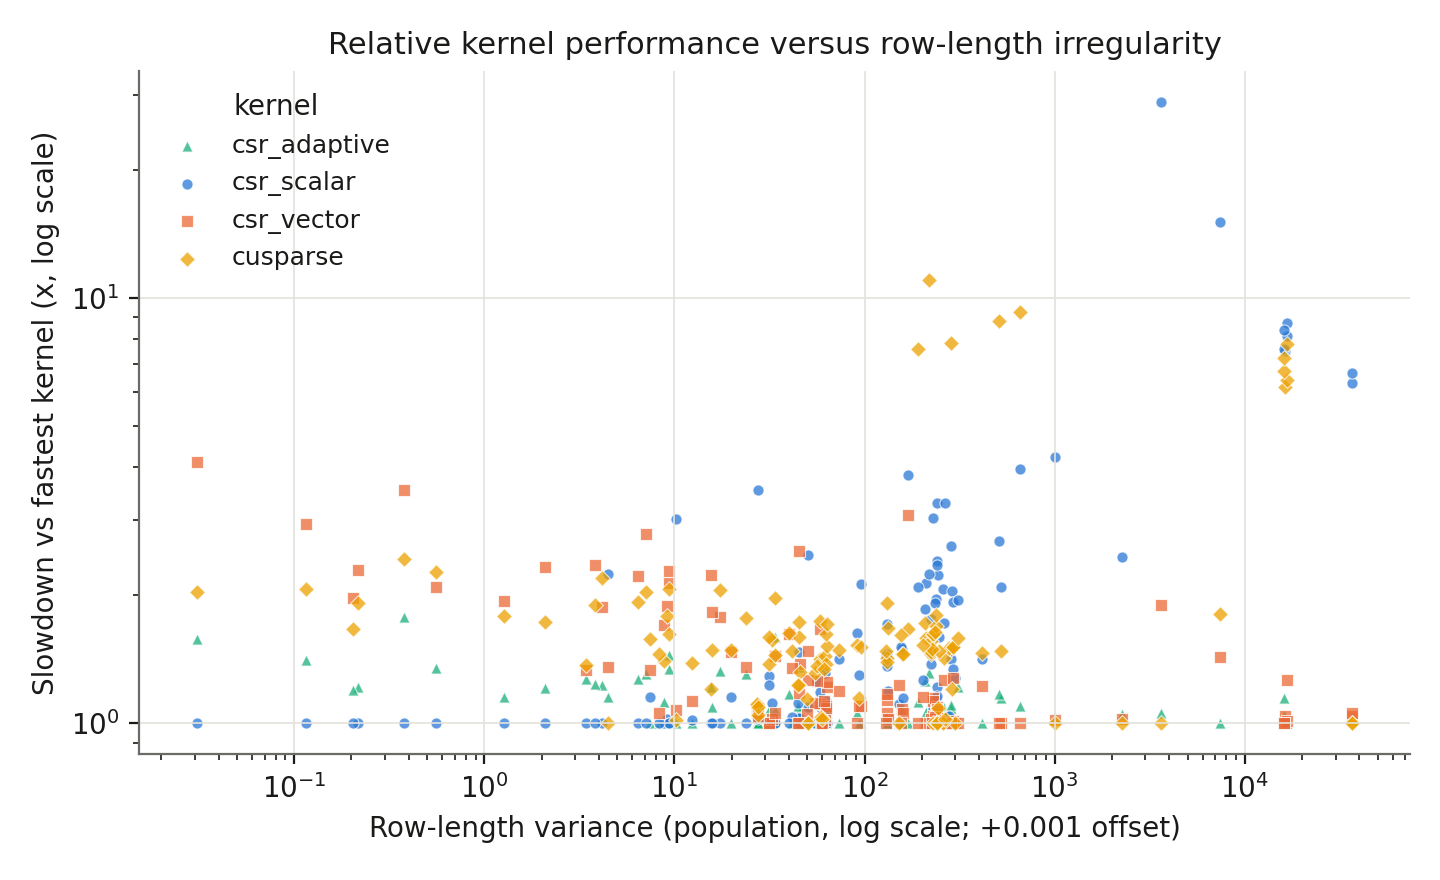 Relative kernel performance versus row-length irregularity
Slowdown vs fastest kernel (x, log scale)
kernel
csr_adaptive
csr_scalar
csr_vector
cusparse
10¹
10⁰
10⁻¹ 10⁰ 10¹ 10² 10³ 10⁴
Row-length variance (population, log scale; +0.001 offset)